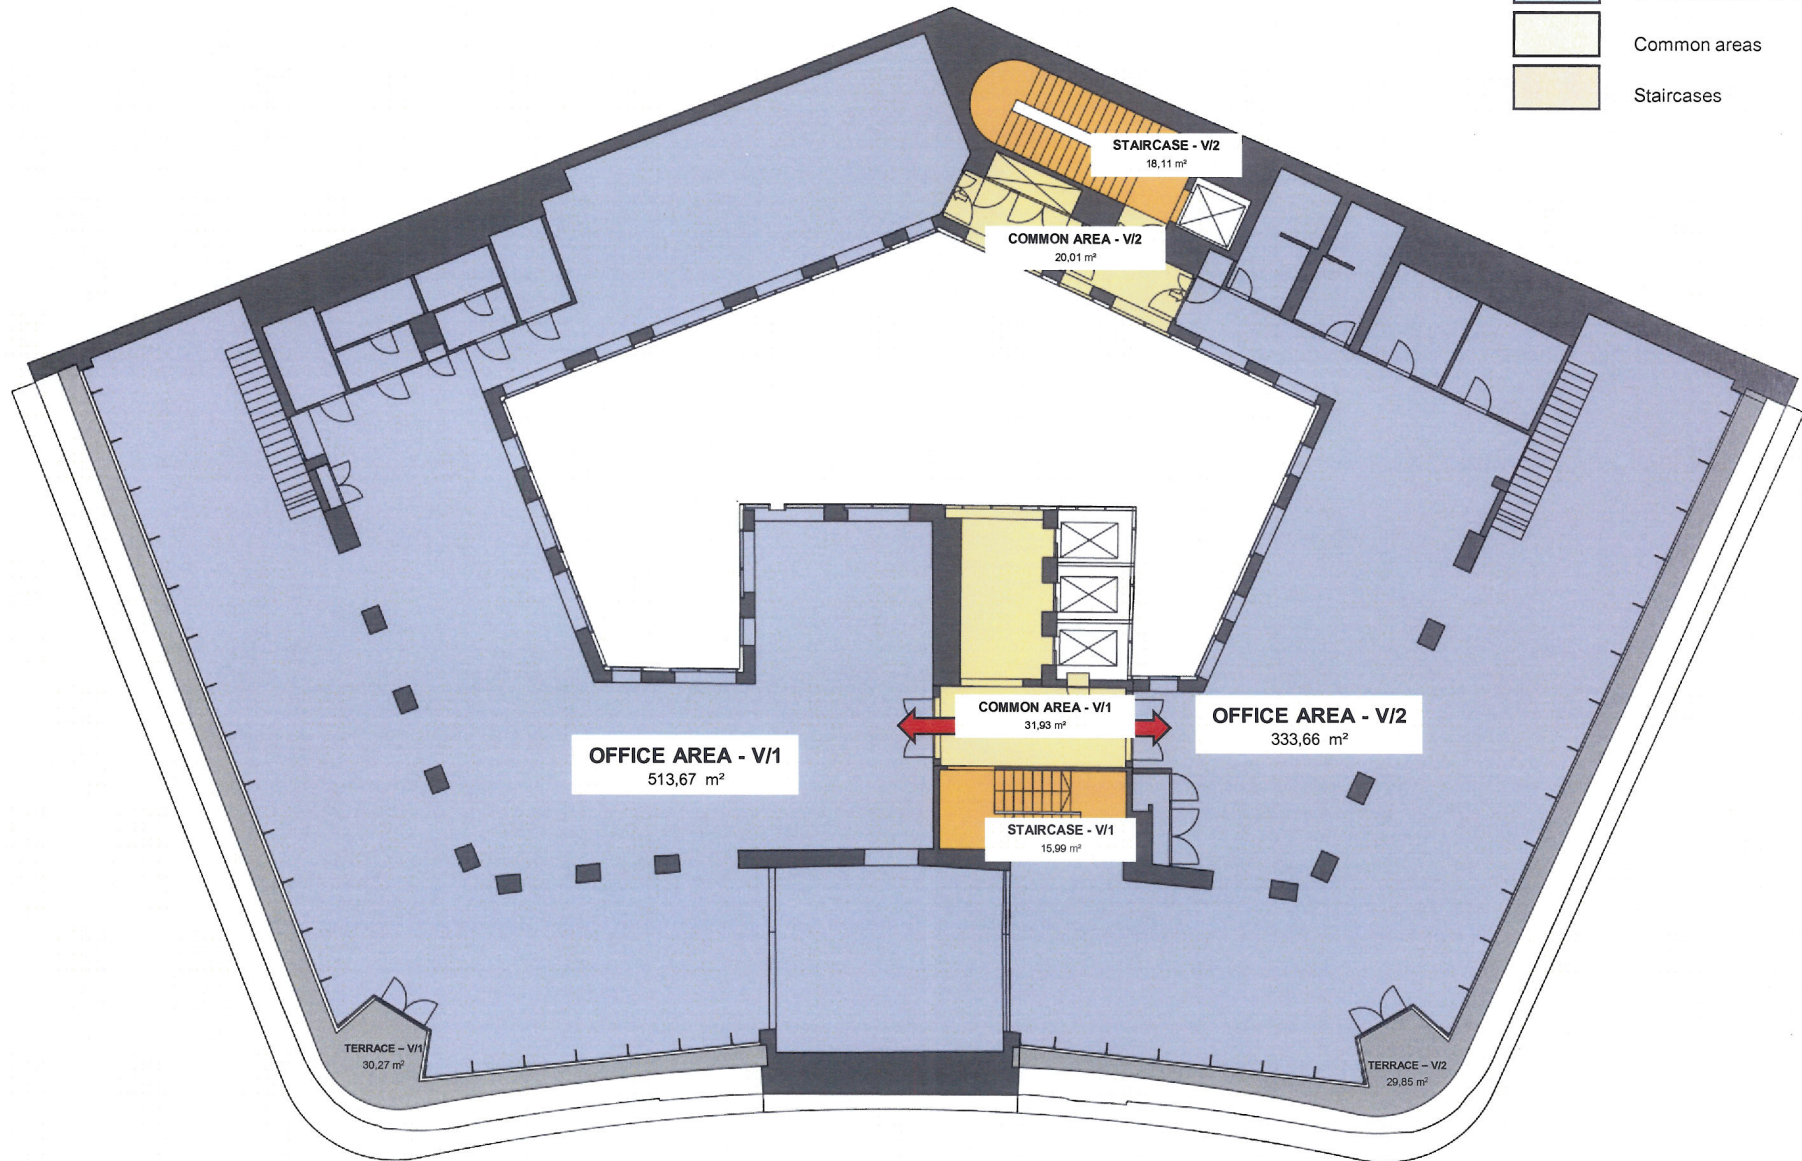 Common areas
Staircases
STAIRCASE - V/2
18,11 m²
COMMON AREA - V/2
20,01 m²
COMMON AREA - V/1
31,93 m²
OFFICE AREA - V/2
333,66 m²
OFFICE AREA - V/1
513,67 m²
STAIRCASE - V/1
15,99 m²
TERRACE – V/1
30,27 m²
TERRACE – V/2
29,85 m²